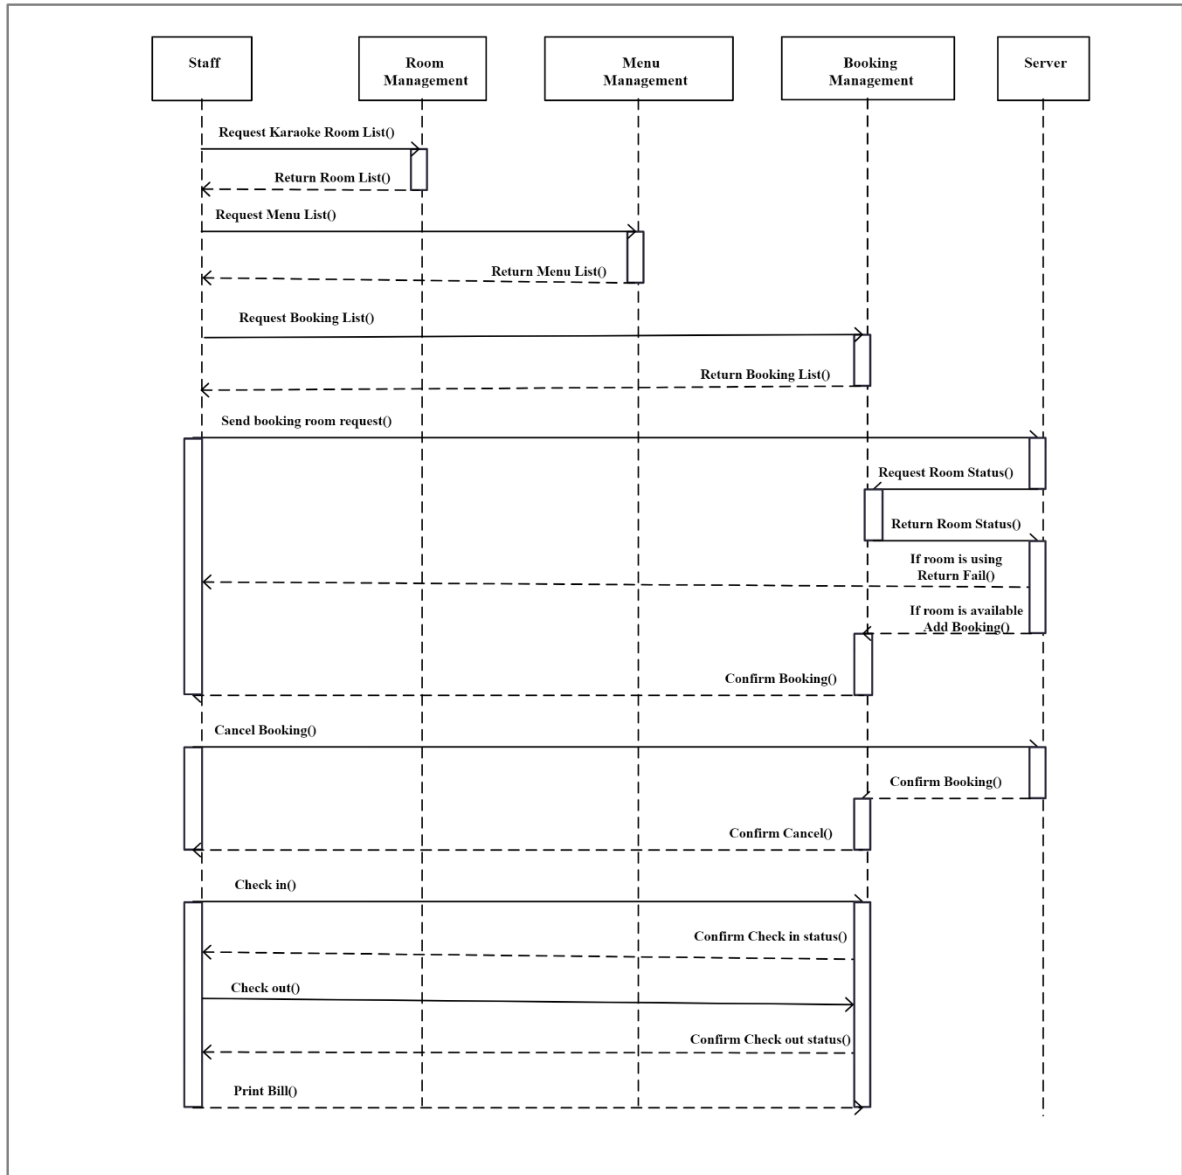 Staff
Room
Management
Menu
Management
Booking
Management
Server
Request Karaoke Room List()
Return Room List()
Request Menu List()
Return Menu List()
Request Booking List()
Return Booking List()
Send booking room request()
Request Room Status()
Return Room Status()
If room is using
Return Fail()
If room is available
Add Booking()
Confirm Booking()
Cancel Booking()
Confirm Booking()
Confirm Cancel()
Check in()
Confirm Check in status()
Check out()
Confirm Check out status()
Print Bill()